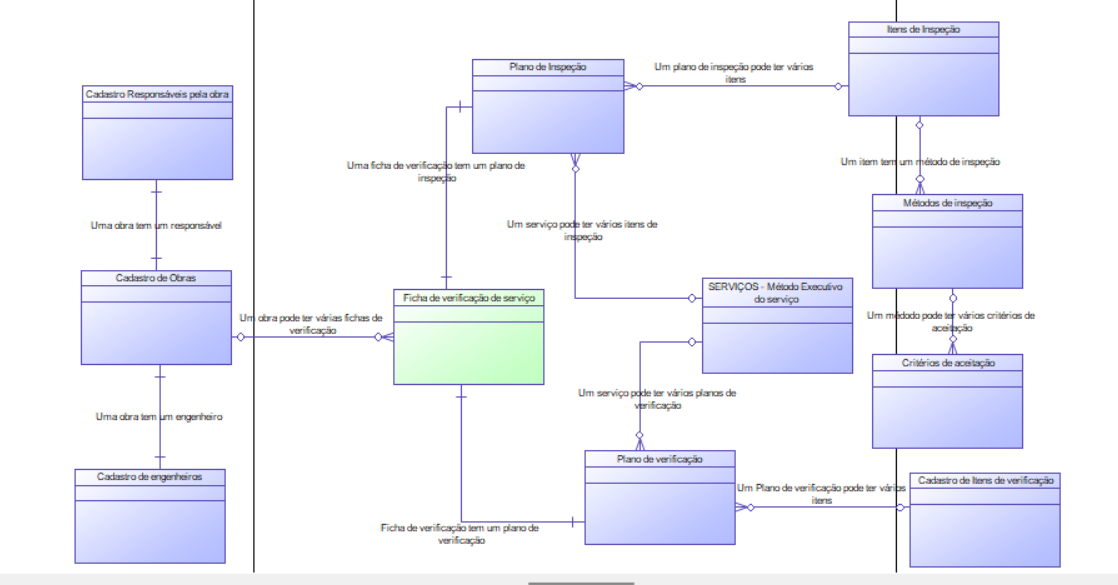 Itens de Inspeção
Plano de Inspeção
Um plano de inspeção pode ter vários
itens
Cadastro Responsáveis pela obra
Uma ficha de verificação tem um plano de
inspeção
Um item tem um método de inspeção
Métodos de inspeção
Uma obra tem um responsável
Um serviço pode ter vários itens de
inspeção
Cadastro de Obras
SERVIÇOS - Método Executivo
do serviço
Ficha de verificação de serviço
Um obra pode ter várias fichas de
verificação
Um médodo pode ter vários critérios de
aceitação
Critérios de aceitação
Um serviço pode ter vários planos de
verificação
Uma obra tem um engenheiro
Plano de verificação
Cadastro de engenheiros
Cadastro de Itens de verificação
Um Plano de verificação pode ter vários
itens
Ficha de verificação tem um plano de
verificação